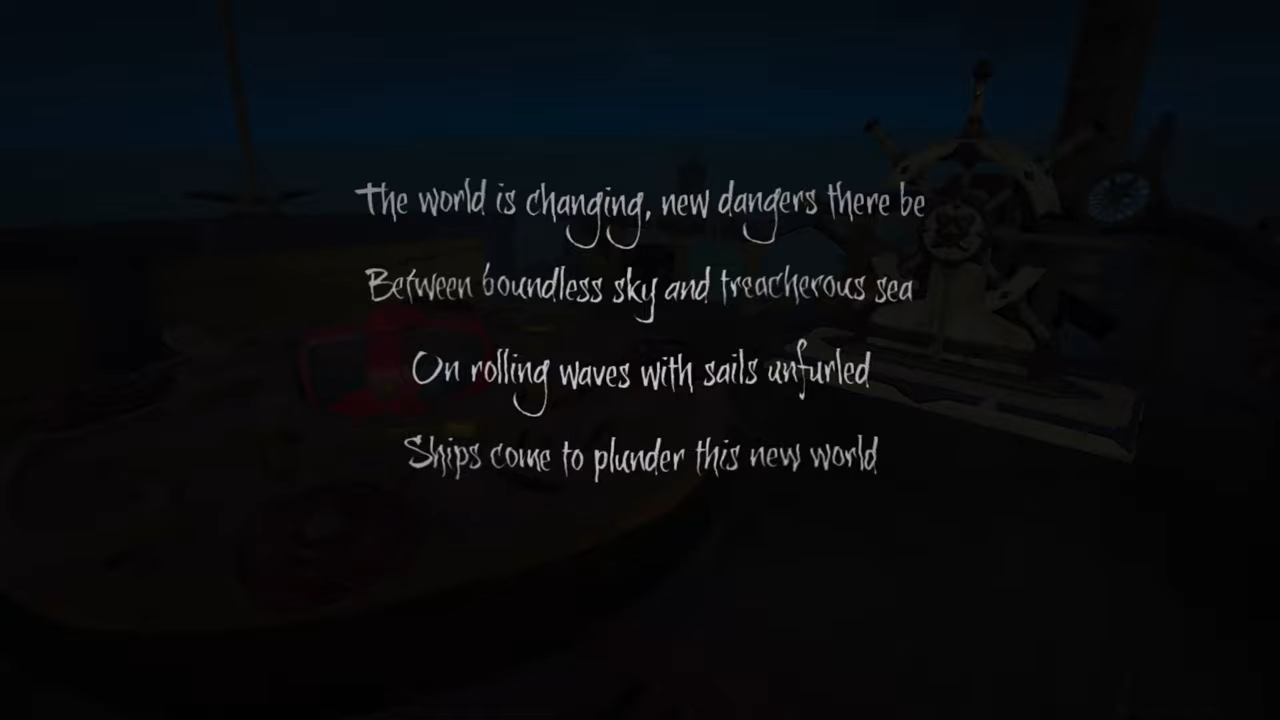 The world is changing, new dangers there be
Between boundless sky and treacherous sea
On rolling waves with sails unfurled
Ships come to plunder this new world